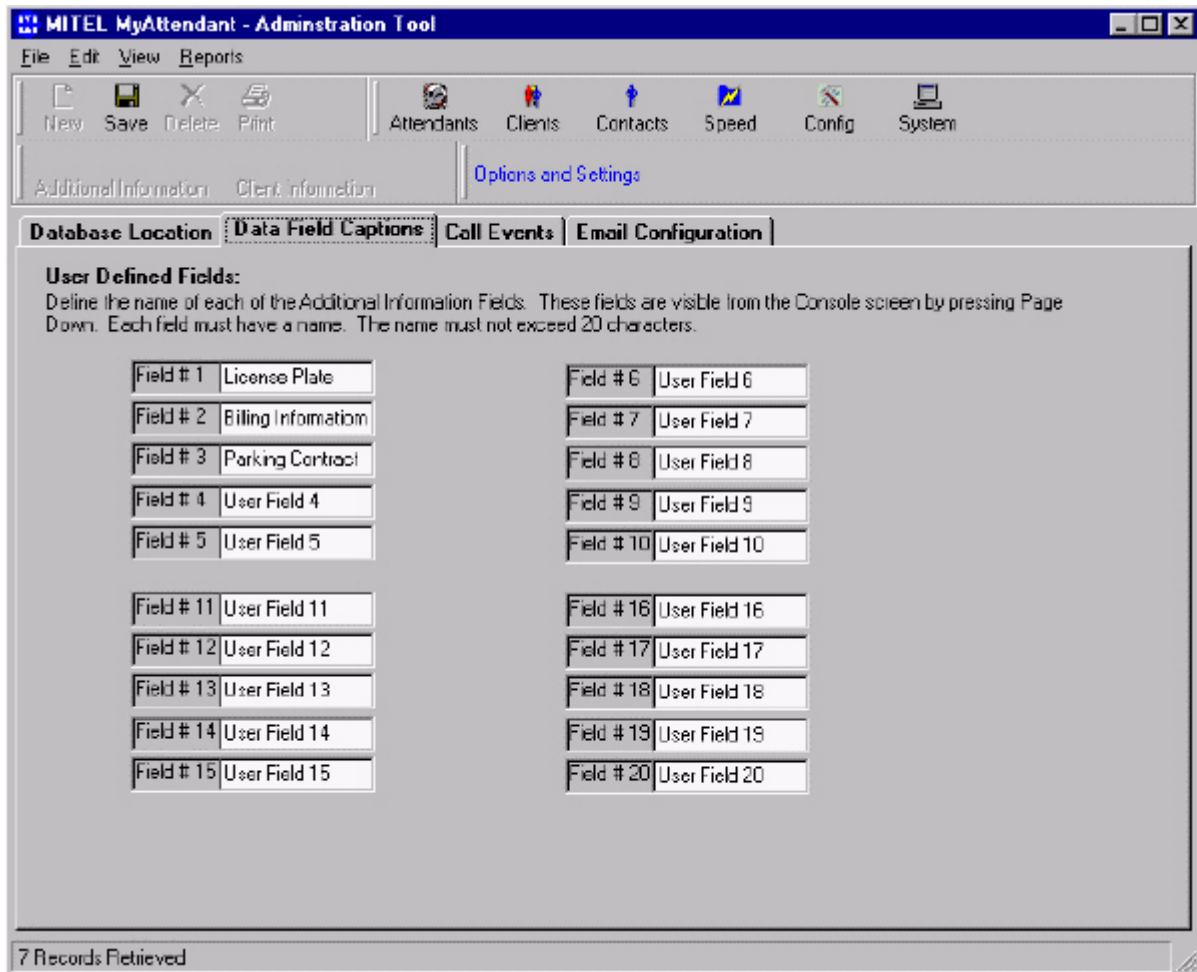 MITEL MyAttendant - Adminstration Tool
File Edit View Reports
New Save Delete Print Attendants Clients Contacts Speed Config System
Additional Information Client information Options and Settings
Database Location Data Field Captions Call Events Email Configuration
User Defined Fields:
Define the name of each of the Additional Information Fields. These fields are visible from the Console screen by pressing Page
Down. Each field must have a name. The name must not exceed 20 characters.
Field # 1 License Plate
Field # 2 Billing Informatiom
Field # 3 Parking Contract
Field # 4 User Field 4
Field # 5 User Field 5
Field # 6 User Field 6
Field # 7 User Field 7
Field # 8 User Field 8
Field # 9 User Field 9
Field # 10 User Field 10
Field # 11 User Field 11
Field # 12 User Field 12
Field # 13 User Field 13
Field # 14 User Field 14
Field # 15 User Field 15
Field # 16 User Field 16
Field # 17 User Field 17
Field # 18 User Field 18
Field # 19 User Field 19
Field # 20 User Field 20
7 Records Retrieved